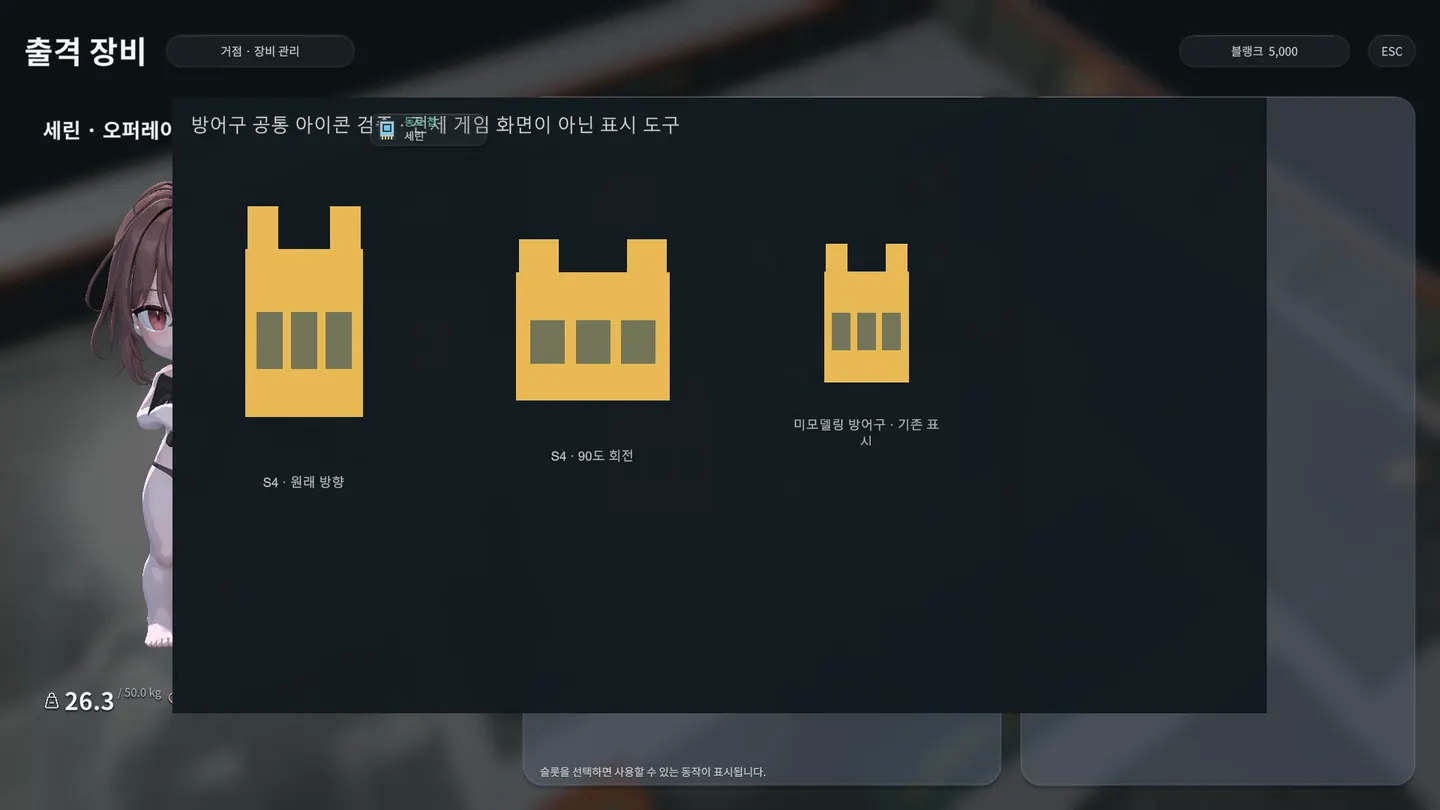 출격 장비
거점 · 장비 관리
블랭크 5,000
ESC
세린 · 오퍼레이
방어구 공통 아이콘 검증 · 전체 게임 화면이 아닌 표시 도구
세린
S4 · 원래 방향
S4 · 90도 회전
미모델링 방어구 · 기존 표
시
26.3 / 50.0 kg
슬롯을 선택하면 사용할 수 있는 동작이 표시됩니다.